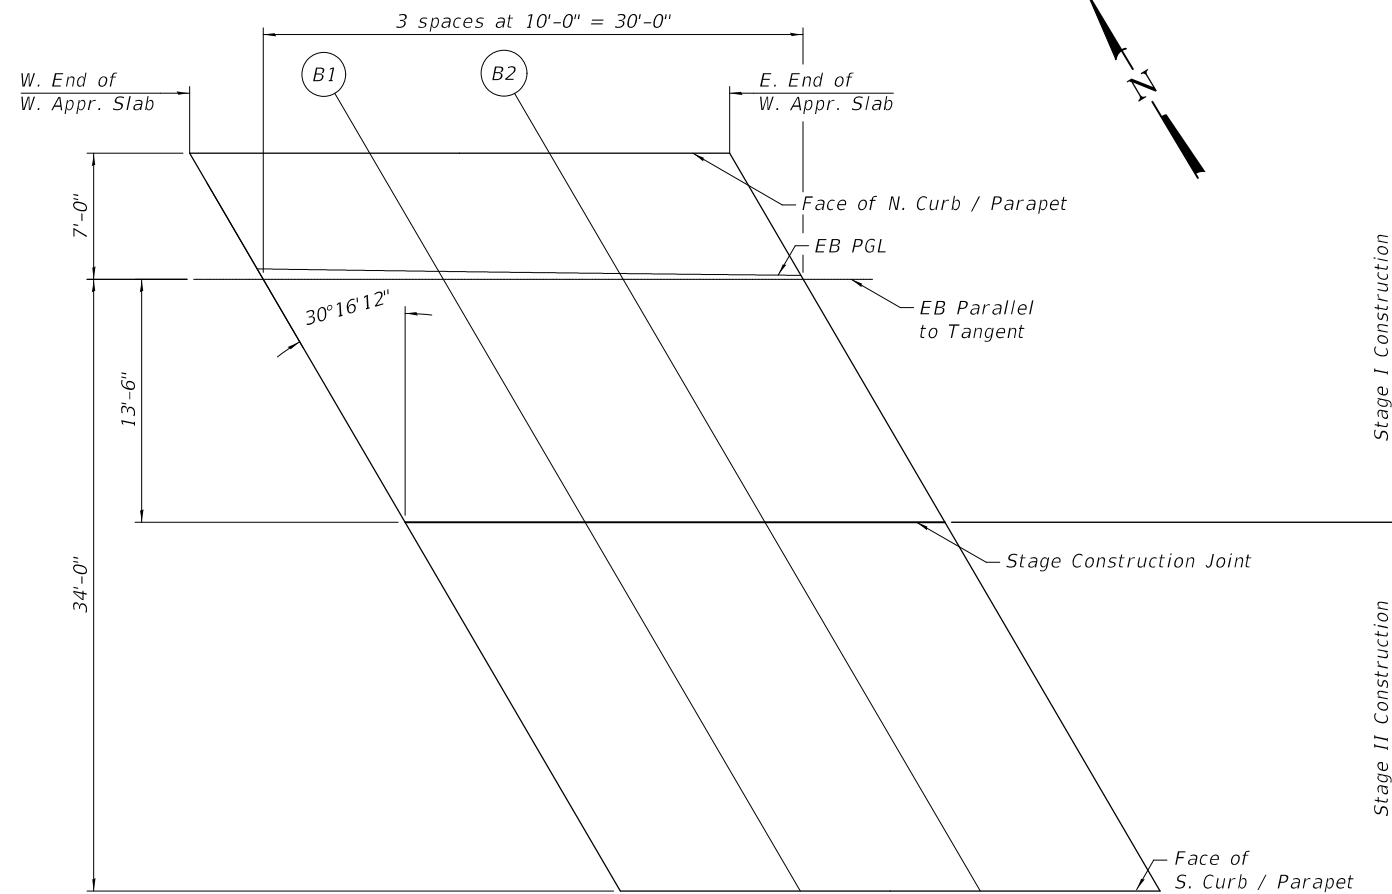 3 spaces at 10'-0" = 30'-0"
B1
B2
W. End of
W. Appr. Slab
E. End of
W. Appr. Slab
N
7'-0"
Face of N. Curb / Parapet
EB PGL
30°16'12"
EB Parallel
to Tangent
13'-6"
Stage I Construction
Stage Construction Joint
34'-0"
Stage II Construction
Face of
S. Curb / Parapet